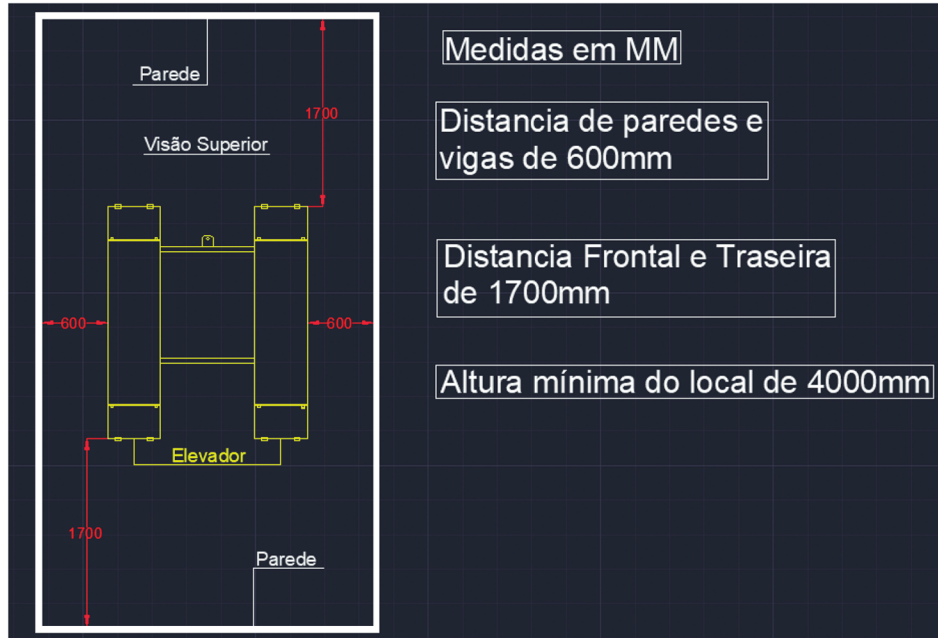 Parede
1700
Visão Superior
600
600
Elevador
1700
Parede
Medidas em MM
Distancia de paredes e
vigas de 600mm
Distancia Frontal e Traseira
de 1700mm
Altura mínima do local de 4000mm